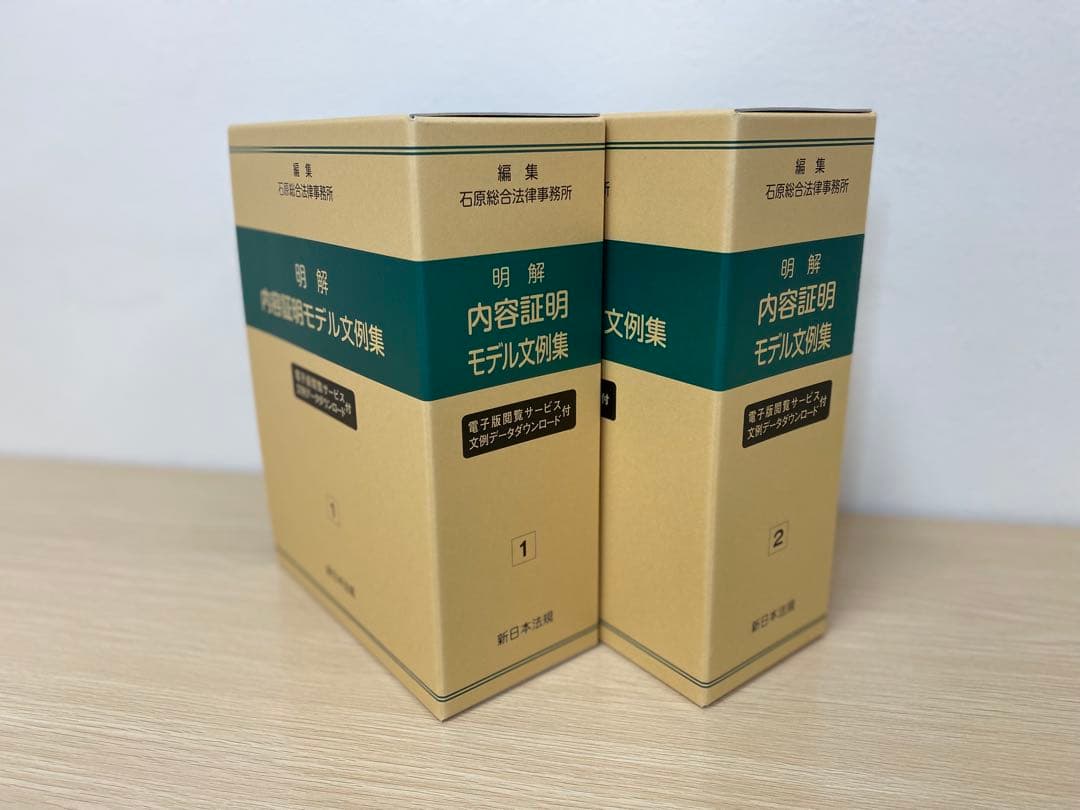 編集
石原総合法律事務所
明解
内容証明モデル文例集
電子版閲覧サービス
文例データダウンロード付
1
新日本法規
編集
石原総合法律事務所
明解
内容証明
モデル文例集
電子版閲覧サービス
文例データダウンロード付
1
新日本法規
所
文例集
付
編集
石原総合法律事務所
明解
内容証明
モデル文例集
電子版閲覧サービス
文例データダウンロード付
2
新日本法規